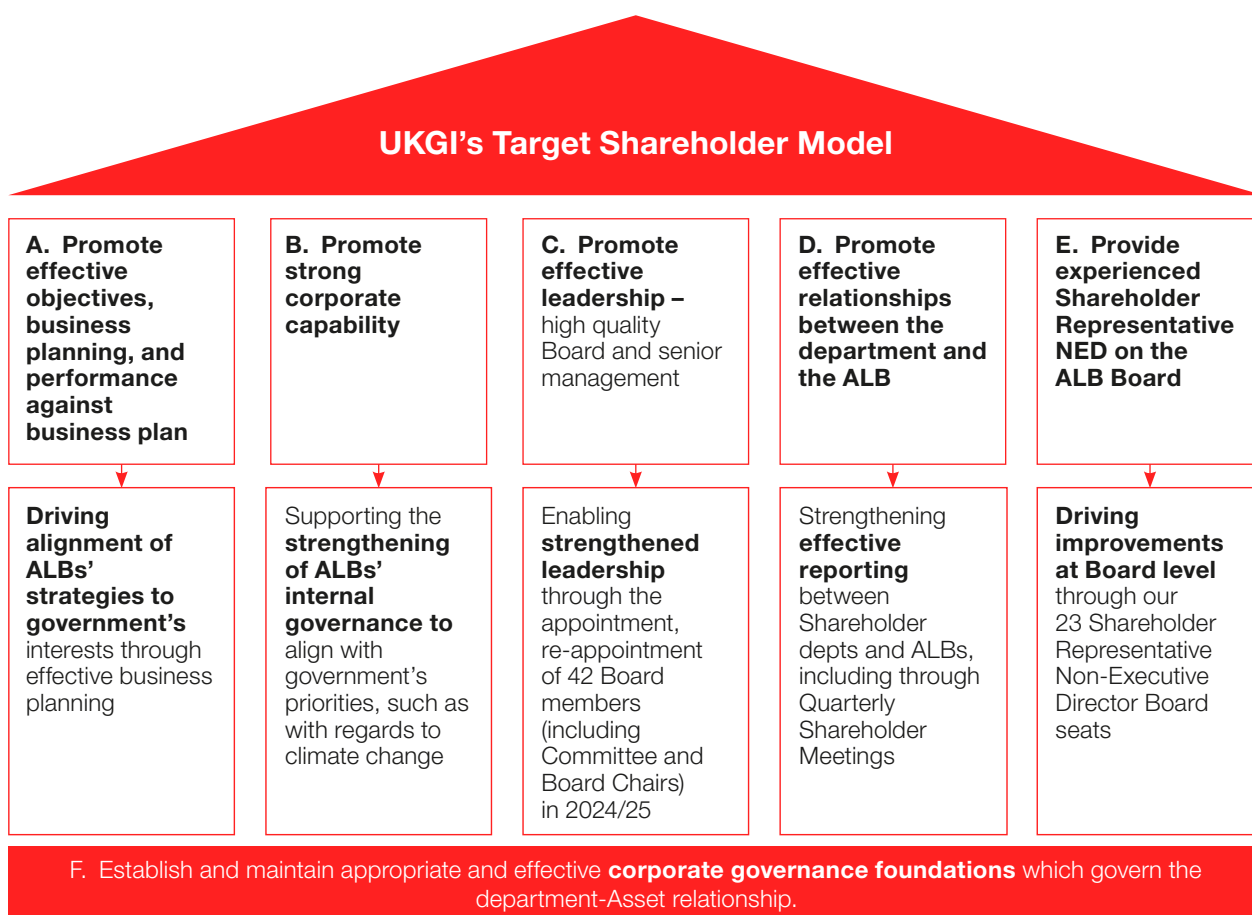 UKGI's Target Shareholder Model
A. Promote
effective
objectives,
business
planning, and
performance
against
business plan
B. Promote
strong
corporate
capability
C. Promote
effective
leadership –
high quality
Board and senior
management
D. Promote
effective
relationships
between the
department and
the ALB
E. Provide
experienced
Shareholder
Representative
NED on the
ALB Board
Driving
alignment of
ALBs'
strategies to
government's
interests through
effective business
planning
Supporting the
strengthening
of ALBs'
internal
governance to
align with
government's
priorities, such as
with regards to
climate change
Enabling
strengthened
leadership
through the
appointment,
re-appointment
of 42 Board
members
(including
Committee and
Board Chairs)
in 2024/25
Strengthening
effective
reporting
between
Shareholder
depts and ALBs,
including through
Quarterly
Shareholder
Meetings
Driving
improvements
at Board level
through our
23 Shareholder
Representative
Non-Executive
Director Board
seats
F. Establish and maintain appropriate and effective corporate governance foundations which govern the
department-Asset relationship.